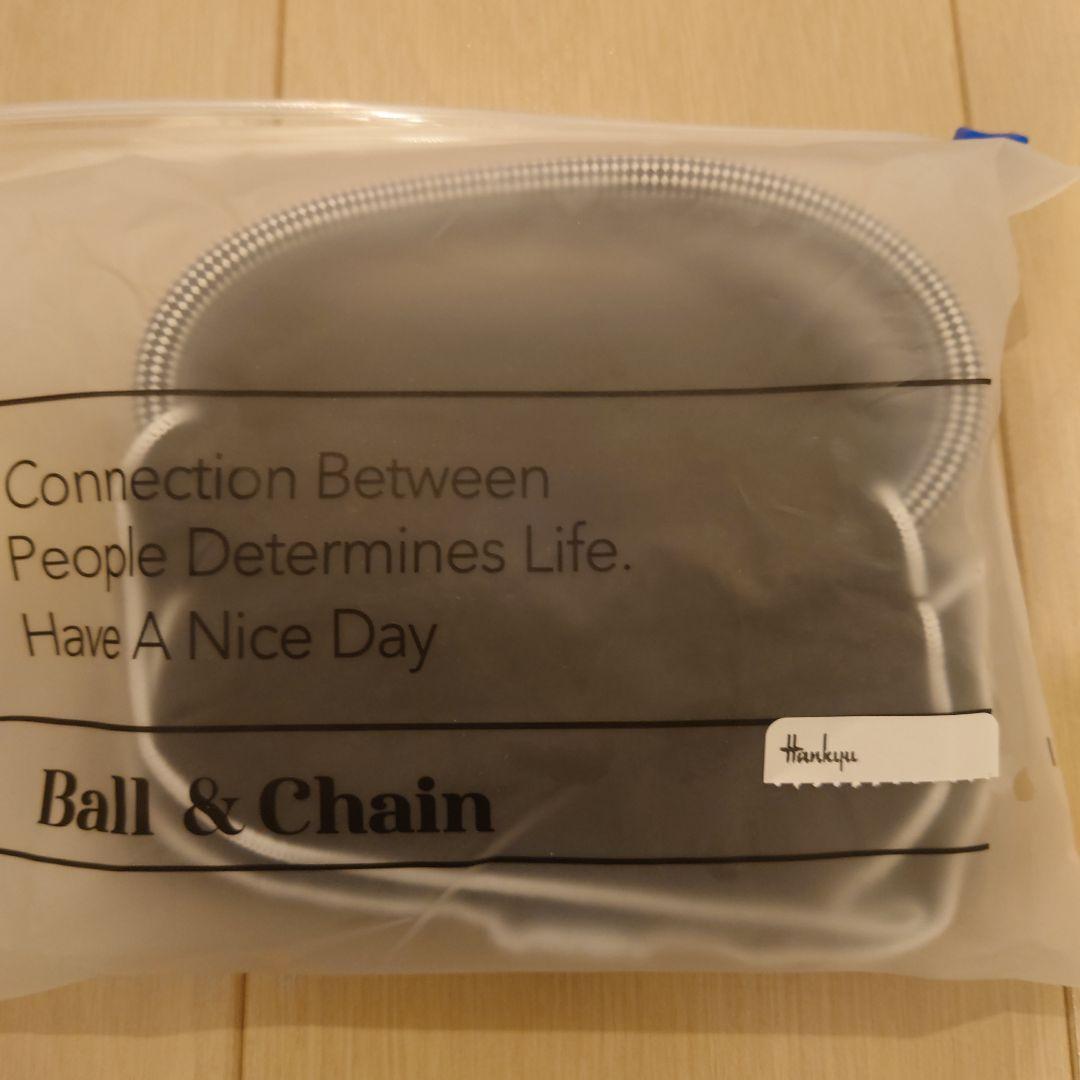 Connection Between
People Determines Life.
Have A Nice Day
Hankyu
Ball & Chain